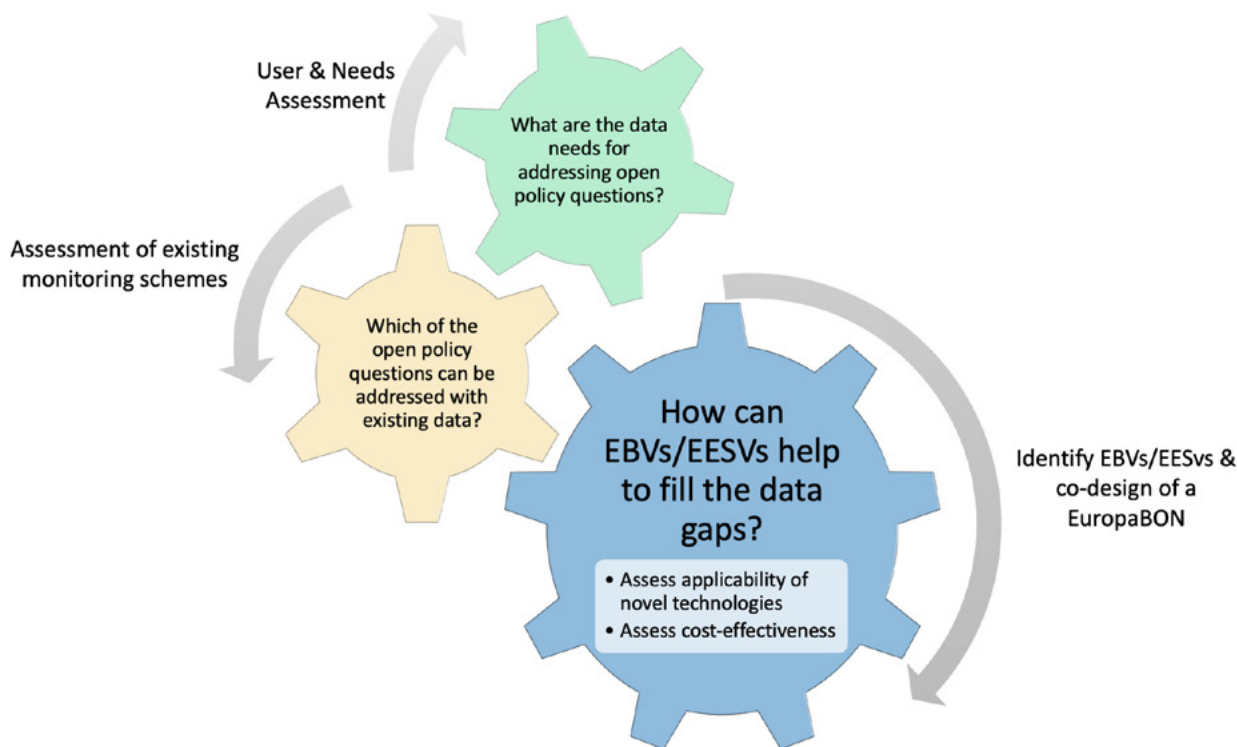 User & Needs
Assessment
What are the data
needs for
addressing open
policy questions?
Assessment of existing
monitoring schemes
Which of the
open policy
questions can be
addressed with
existing data?
How can
EBVs/EESVs help
to fill the data
gaps?
• Assess applicability of
novel technologies
• Assess cost-effectiveness
Identify EBVs/EESvs &
co-design of a
EuropaBON